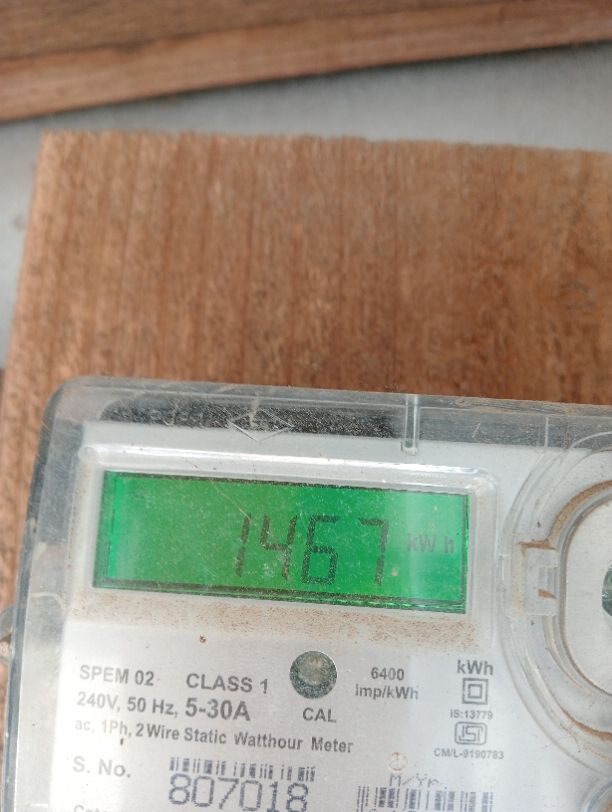 1467 kWh
SPEM 02 CLASS 1 6400 kWh
240V, 50 Hz, 5-30A imp/kWh
CAL IS:13779
ac, 1Ph, 2 Wire Static Watthour Meter
ISI
CM/L-9190783
S. No. M/Yr.
807018